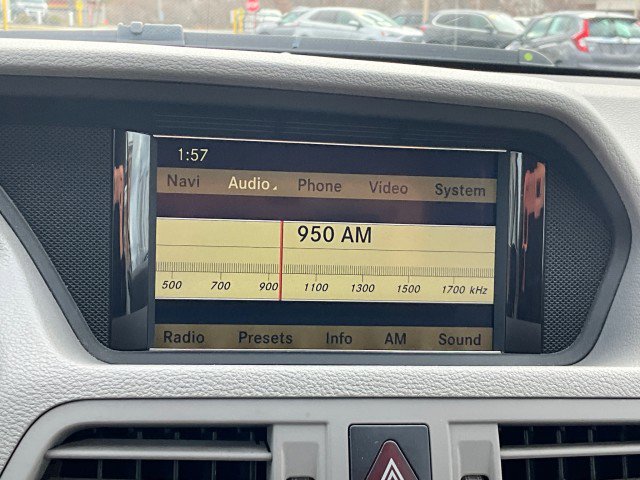 1:57
Navi Audio Phone Video System
950 AM
500 700 900 1100 1300 1500 1700 kHz
Radio Presets Info AM Sound